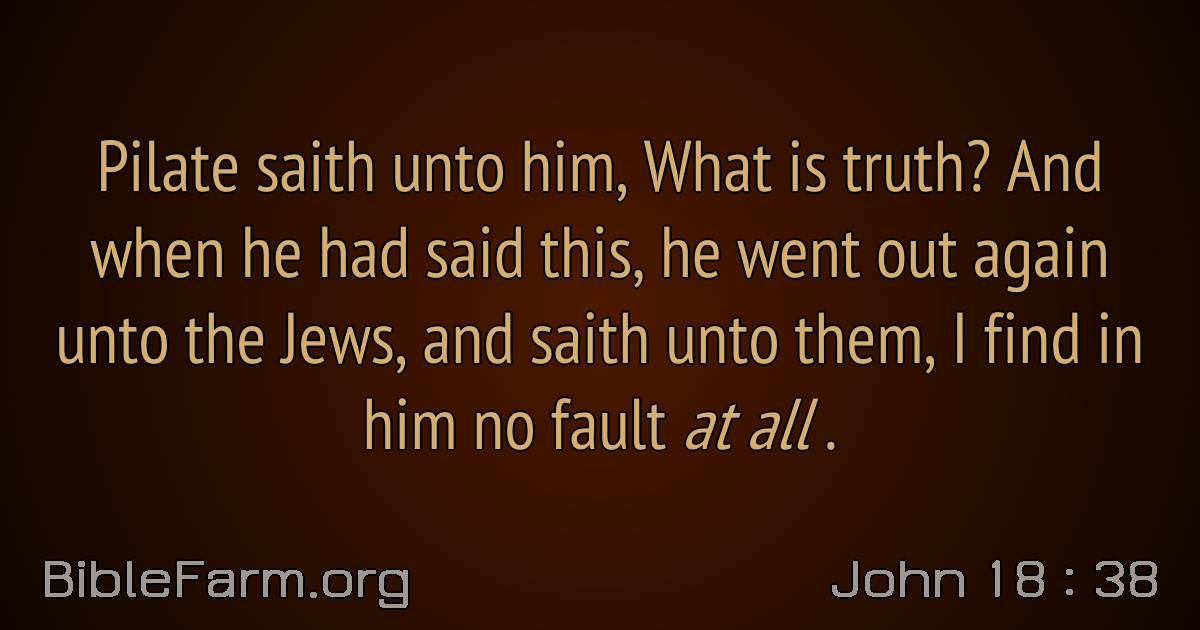 Pilate saith unto him, What is truth? And
when he had said this, he went out again
unto the Jews, and saith unto them, I find in
him no fault at all .
BibleFarm.org
John 18 : 38